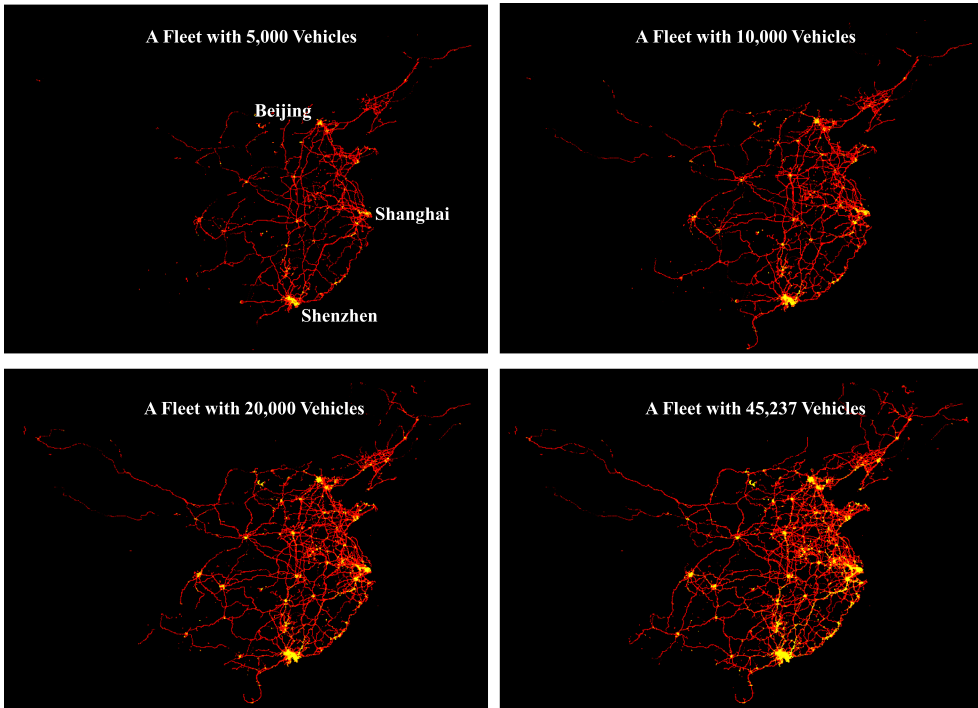 A Fleet with 5,000 Vehicles
Beijing
Shanghai
Shenzhen
A Fleet with 10,000 Vehicles
A Fleet with 20,000 Vehicles
A Fleet with 45,237 Vehicles